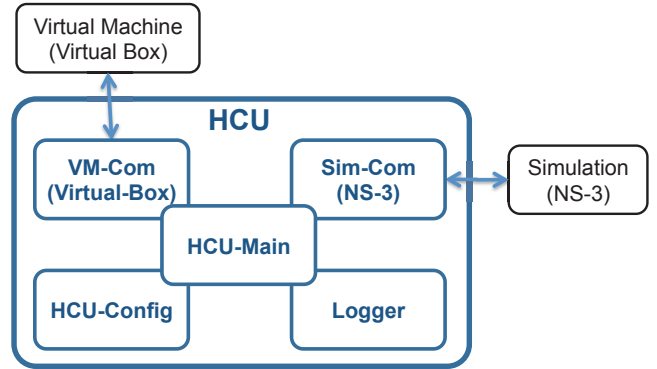 Virtual Machine
(Virtual Box)
HCU
VM-Com
(Virtual-Box)
Sim-Com
(NS-3)
Simulation
(NS-3)
HCU-Main
HCU-Config
Logger